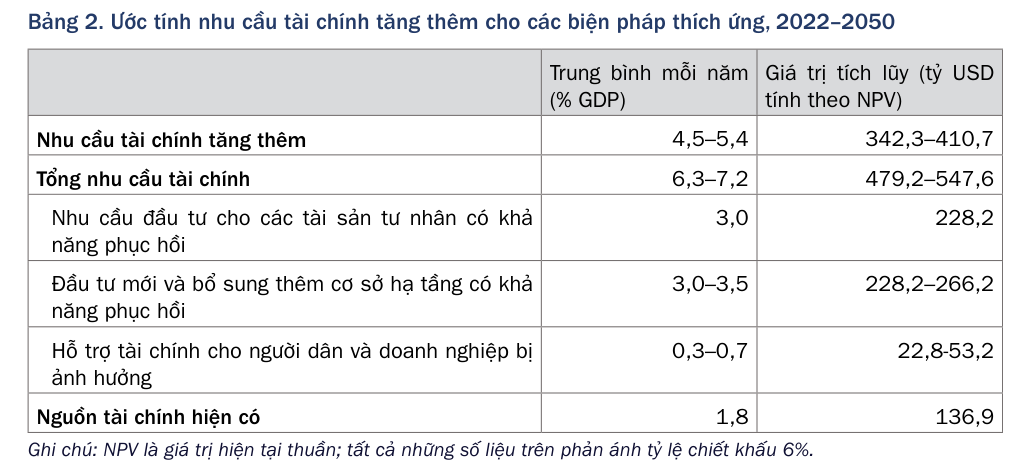 Bảng 2. Ước tính nhu cầu tài chính tăng thêm cho các biện pháp thích ứng, 2022–2050
Trung bình mỗi năm Giá trị tích lũy (tỷ USD
(% GDP) tính theo NPV)
Nhu cầu tài chính tăng thêm 4,5–5,4 342,3–410,7
Tổng nhu cầu tài chính 6,3–7,2 479,2–547,6
Nhu cầu đầu tư cho các tài sản tư nhân có khả 3,0 228,2
năng phục hồi
Đầu tư mới và bổ sung thêm cơ sở hạ tầng có khả 3,0–3,5 228,2–266,2
năng phục hồi
Hỗ trợ tài chính cho người dân và doanh nghiệp bị 0,3–0,7 22,8-53,2
ảnh hưởng
Nguồn tài chính hiện có 1,8 136,9
Ghi chú: NPV là giá trị hiện tại thuần; tất cả những số liệu trên phản ánh tỷ lệ chiết khấu 6%.